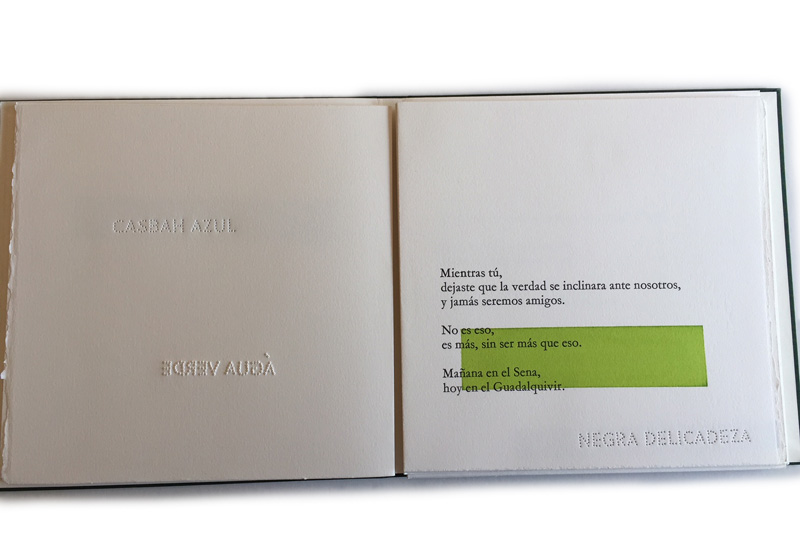 CASBAH AZUL
ÁGUA VERDE
Mientras tú,
dejaste que la verdad se inclinara ante nosotros,
y jamás seremos amigos.
No es eso,
es más, sin ser más que eso.
Mañana en el Sena,
hoy en el Guadalquivir.
NEGRA DELICADEZA